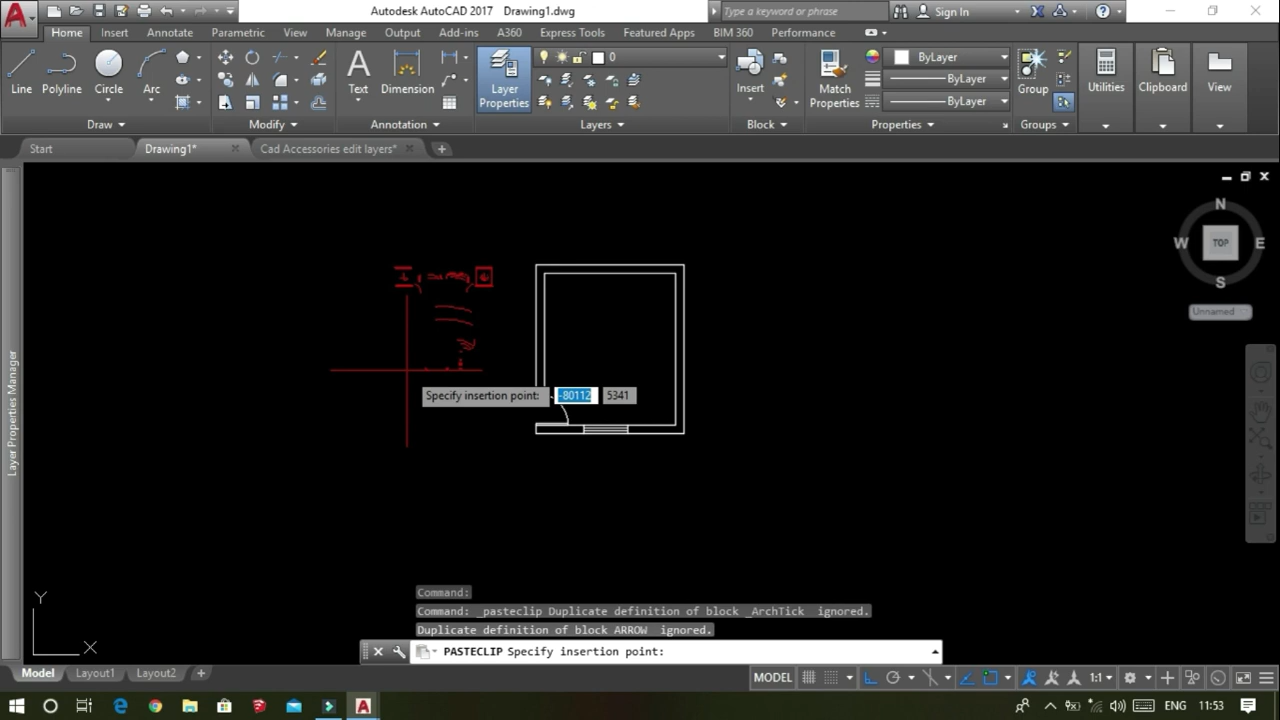 Autodesk AutoCAD 2017 Drawing1.dwg
Type a keyword or phrase
Sign In
Home Insert Annotate Parametric View Manage Output Add-ins A360 Express Tools Featured Apps BIM 360 Performance
0
ByLayer
ByLayer
ByLayer
Line Polyline Circle Arc
Text Dimension
Layer Properties
Insert
Match Properties
Group
Utilities
Clipboard
View
Draw Modify Annotation Layers Block Properties Groups
Start Drawing1* Cad Accessories edit layers*
N
W TOP E
S
Unnamed
Layer Properties Manager
Specify insertion point: -80112 5341
Y
X
Command:
Command: _pasteclip Duplicate definition of block _ArchTick ignored.
Duplicate definition of block ARROW ignored.
PASTECLIP Specify insertion point:
Model Layout1 Layout2
MODEL 1:1
ENG 11:53